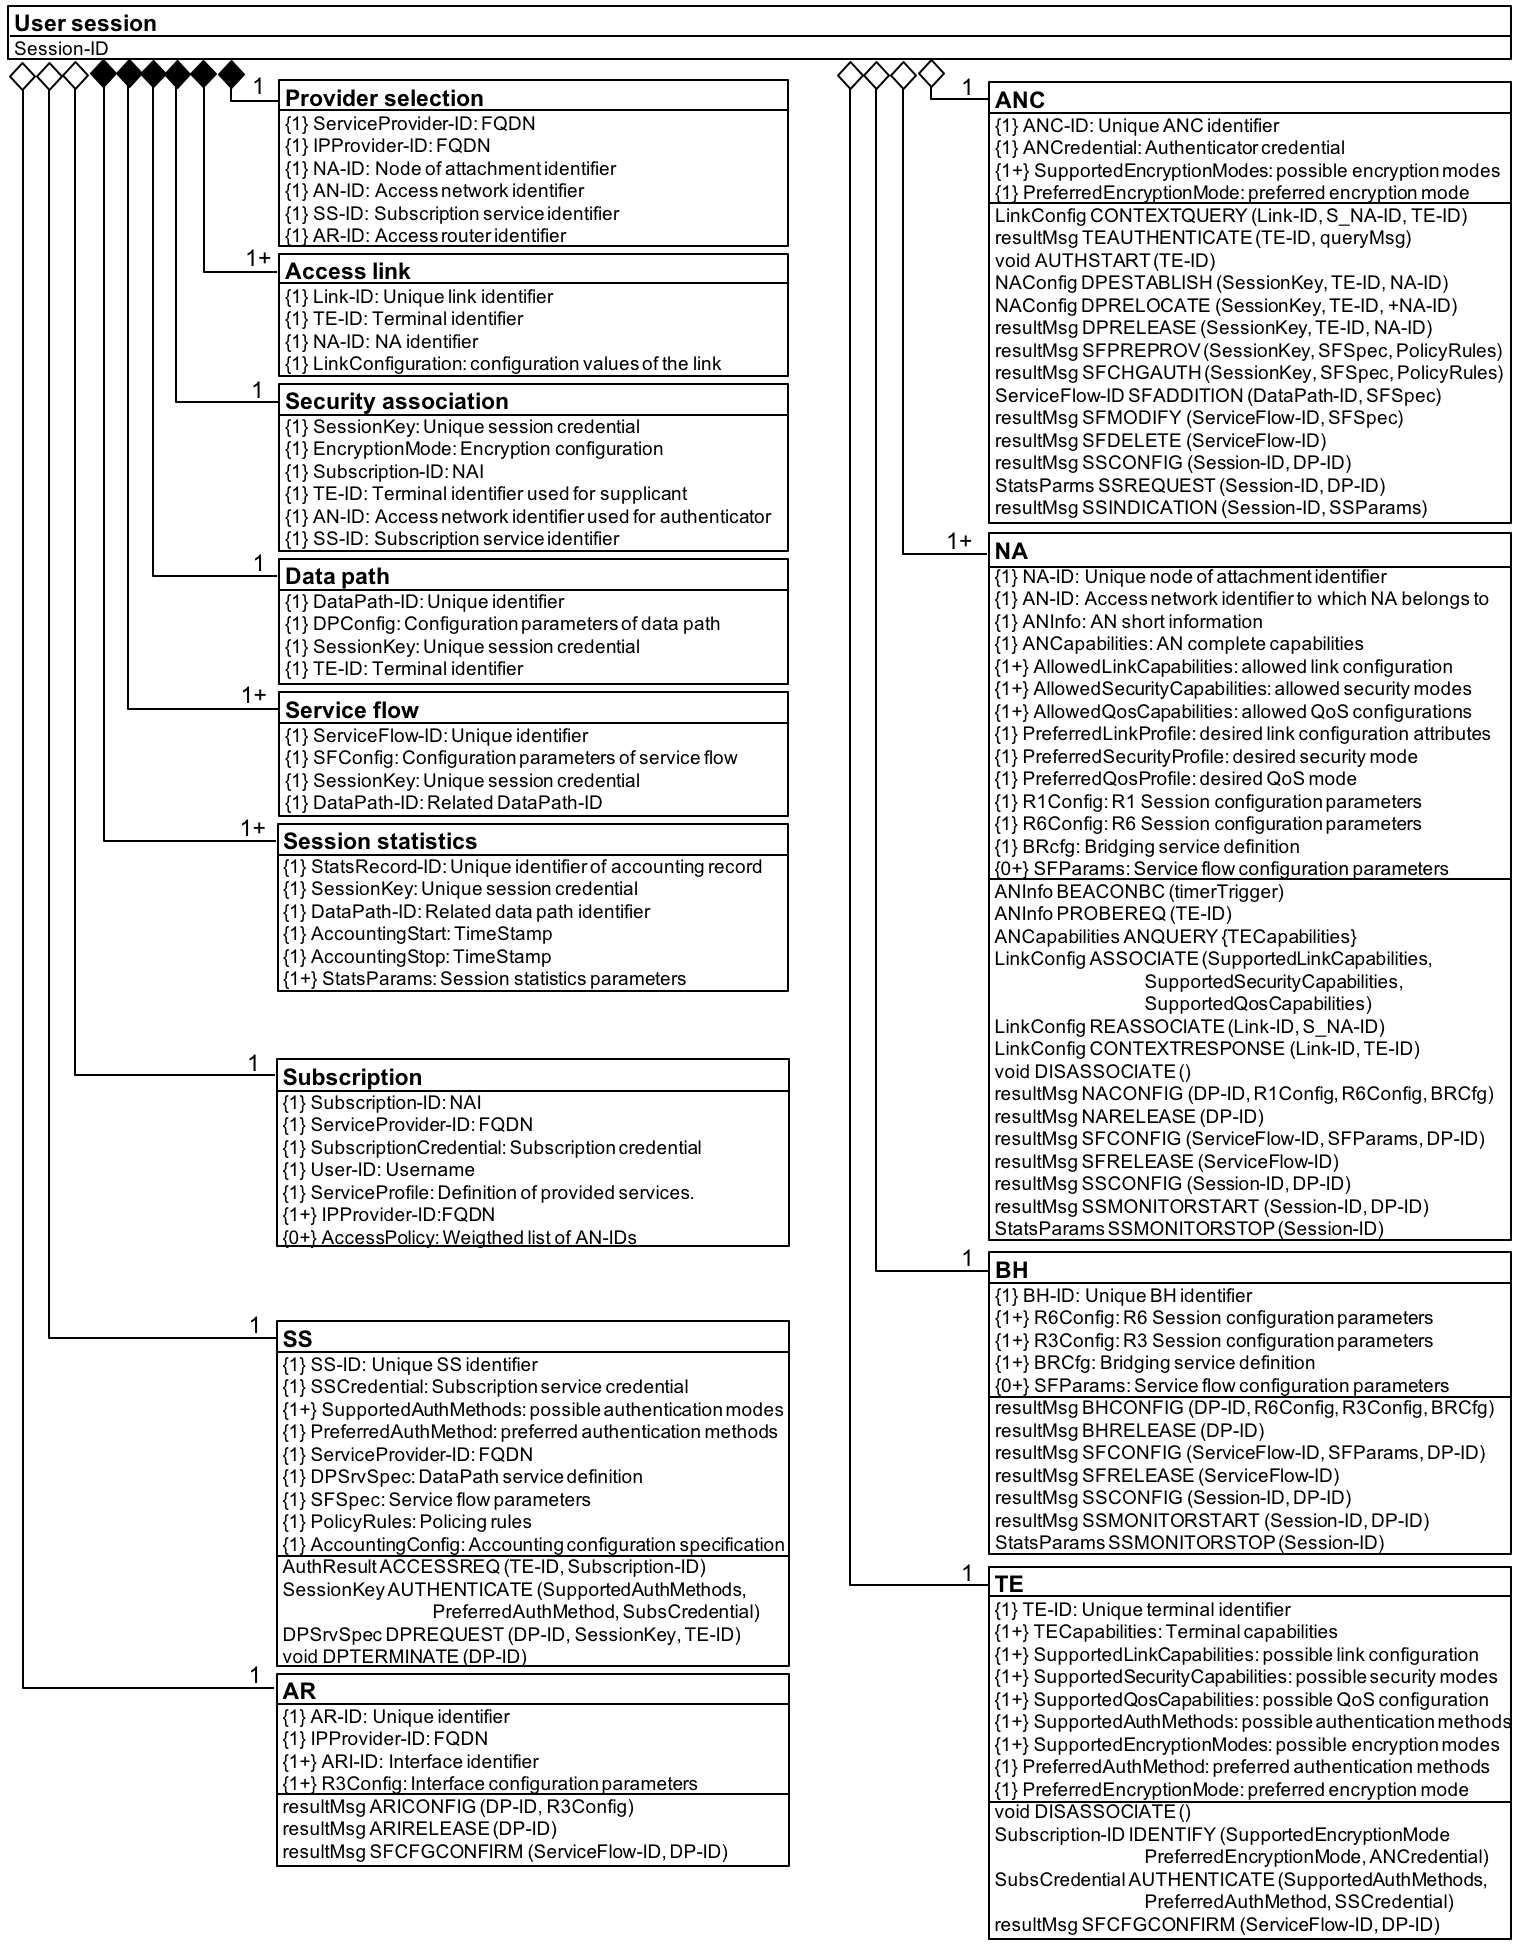 User session
Session-ID
1
Provider selection
{1} ServiceProvider-ID: FQDN
{1} IPProvider-ID: FQDN
{1} NA-ID: Node of attachment identifier
{1} AN-ID: Access network identifier
{1} SS-ID: Subscription service identifier
{1} AR-ID: Access router identifier
1+
Access link
{1} Link-ID: Unique link identifier
{1} TE-ID: Terminal identifier
{1} NA-ID: NA identifier
{1} LinkConfiguration: configuration values of the link
1
Security association
{1} SessionKey: Unique session credential
{1} EncryptionMode: Encryption configuration
{1} Subscription-ID: NAI
{1} TE-ID: Terminal identifier used for supplicant
{1} AN-ID: Access network identifier used for authenticator
{1} SS-ID: Subscription service identifier
1
Data path
{1} DataPath-ID: Unique identifier
{1} DPConfig: Configuration parameters of data path
{1} SessionKey: Unique session credential
{1} TE-ID: Terminal identifier
1+
Service flow
{1} ServiceFlow-ID: Unique identifier
{1} SFConfig: Configuration parameters of service flow
{1} SessionKey: Unique session credential
{1} DataPath-ID: Related DataPath-ID
1+
Session statistics
{1} StatsRecord-ID: Unique identifier of accounting record
{1} SessionKey: Unique session credential
{1} DataPath-ID: Related data path identifier
{1} AccountingStart: TimeStamp
{1} AccountingStop: TimeStamp
{1+} StatsParams: Session statistics parameters
1
Subscription
{1} Subscription-ID: NAI
{1} ServiceProvider-ID: FQDN
{1} SubscriptionCredential: Subscription credential
{1} User-ID: Username
{1} ServiceProfile: Definition of provided services.
{1+} IPProvider-ID:FQDN
{0+} AccessPolicy: Weigthed list of AN-IDs
1
SS
{1} SS-ID: Unique SS identifier
{1} SSCredential: Subscription service credential
{1+} SupportedAuthMethods: possible authentication modes
{1} PreferredAuthMethod: preferred authentication methods
{1} ServiceProvider-ID: FQDN
{1} DPSrvSpec: DataPath service definition
{1} SFSpec: Service flow parameters
{1} PolicyRules: Policing rules
{1} AccountingConfig: Accounting configuration specification
AuthResult ACCESSREQ (TE-ID, Subscription-ID)
SessionKey AUTHENTICATE (SupportedAuthMethods,
PreferredAuthMethod, SubsCredential)
DPSrvSpec DPREQUEST (DP-ID, SessionKey, TE-ID)
void DPTERMINATE (DP-ID)
1
AR
{1} AR-ID: Unique identifier
{1} IPProvider-ID: FQDN
{1+} ARI-ID: Interface identifier
{1+} R3Config: Interface configuration parameters
resultMsg ARICONFIG (DP-ID, R3Config)
resultMsg ARIRELEASE (DP-ID)
resultMsg SFCFGCONFIRM (ServiceFlow-ID, DP-ID)
1
ANC
{1} ANC-ID: Unique ANC identifier
{1} ANCredential: Authenticator credential
{1+} SupportedEncryptionModes: possible encryption modes
{1} PreferredEncryptionMode: preferred encryption mode
LinkConfig CONTEXTQUERY (Link-ID, S_NA-ID, TE-ID)
resultMsg TEAUTHENTICATE (TE-ID, queryMsg)
void AUTHSTART (TE-ID)
NAConfig DPESTABLISH (SessionKey, TE-ID, NA-ID)
NAConfig DPRELOCATE (SessionKey, TE-ID, +NA-ID)
resultMsg DPRELEASE (SessionKey, TE-ID, NA-ID)
resultMsg SFPREPROV (SessionKey, SFSpec, PolicyRules)
resultMsg SFCHGAUTH (SessionKey, SFSpec, PolicyRules)
ServiceFlow-ID SFADDITION (DataPath-ID, SFSpec)
resultMsg SFMODIFY (ServiceFlow-ID, SFSpec)
resultMsg SFDELETE (ServiceFlow-ID)
resultMsg SSCONFIG (Session-ID, DP-ID)
StatsParms SSREQUEST (Session-ID, DP-ID)
resultMsg SSINDICATION (Session-ID, SSParams)
1+
NA
{1} NA-ID: Unique node of attachment identifier
{1} AN-ID: Access network identifier to which NA belongs to
{1} ANInfo: AN short information
{1} ANCapabilities: AN complete capabilities
{1+} AllowedLinkCapabilities: allowed link configuration
{1+} AllowedSecurityCapabilities: allowed security modes
{1+} AllowedQosCapabilities: allowed QoS configurations
{1} PreferredLinkProfile: desired link configuration attributes
{1} PreferredSecurityProfile: desired security mode
{1} PreferredQosProfile: desired QoS mode
{1} R1Config: R1 Session configuration parameters
{1} R6Config: R6 Session configuration parameters
{1} BRcfg: Bridging service definition
{0+} SFParams: Service flow configuration parameters
ANInfo BEACONBC (timerTrigger)
ANInfo PROBEREQ (TE-ID)
ANCapabilities ANQUERY {TECapabilities}
LinkConfig ASSOCIATE (SupportedLinkCapabilities,
SupportedSecurityCapabilities,
SupportedQosCapabilities)
LinkConfig REASSOCIATE (Link-ID, S_NA-ID)
LinkConfig CONTEXTRESPONSE (Link-ID, TE-ID)
void DISASSOCIATE ()
resultMsg NACONFIG (DP-ID, R1Config, R6Config, BRCfg)
resultMsg NARELEASE (DP-ID)
resultMsg SFCONFIG (ServiceFlow-ID, SFParams, DP-ID)
resultMsg SFRELEASE (ServiceFlow-ID)
resultMsg SSCONFIG (Session-ID, DP-ID)
resultMsg SSMONITORSTART (Session-ID, DP-ID)
StatsParams SSMONITORSTOP (Session-ID)
1
BH
{1} BH-ID: Unique BH identifier
{1+} R6Config: R6 Session configuration parameters
{1+} R3Config: R3 Session configuration parameters
{1+} BRCfg: Bridging service definition
{0+} SFParams: Service flow configuration parameters
resultMsg BHCONFIG (DP-ID, R6Config, R3Config, BRCfg)
resultMsg BHRELEASE (DP-ID)
resultMsg SFCONFIG (ServiceFlow-ID, SFParams, DP-ID)
resultMsg SFRELEASE (ServiceFlow-ID)
resultMsg SSCONFIG (Session-ID, DP-ID)
resultMsg SSMONITORSTART (Session-ID, DP-ID)
StatsParams SSMONITORSTOP (Session-ID)
1
TE
{1} TE-ID: Unique terminal identifier
{1+} TECapabilities: Terminal capabilities
{1+} SupportedLinkCapabilities: possible link configuration
{1+} SupportedSecurityCapabilities: possible security modes
{1+} SupportedQosCapabilities: possible QoS configuration
{1+} SupportedAuthMethods: possible authentication methods
{1+} SupportedEncryptionModes: possible encryption modes
{1} PreferredAuthMethod: preferred authentication methods
{1} PreferredEncryptionMode: preferred encryption mode
void DISASSOCIATE ()
Subscription-ID IDENTIFY (SupportedEncryptionMode
PreferredEncryptionMode, ANCredential)
SubsCredential AUTHENTICATE (SupportedAuthMethods,
PreferredAuthMethod, SSCredential)
resultMsg SFCFGCONFIRM (ServiceFlow-ID, DP-ID)